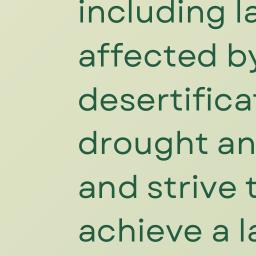 including la
affected by
desertificat
drought an
and strive t
achieve a la